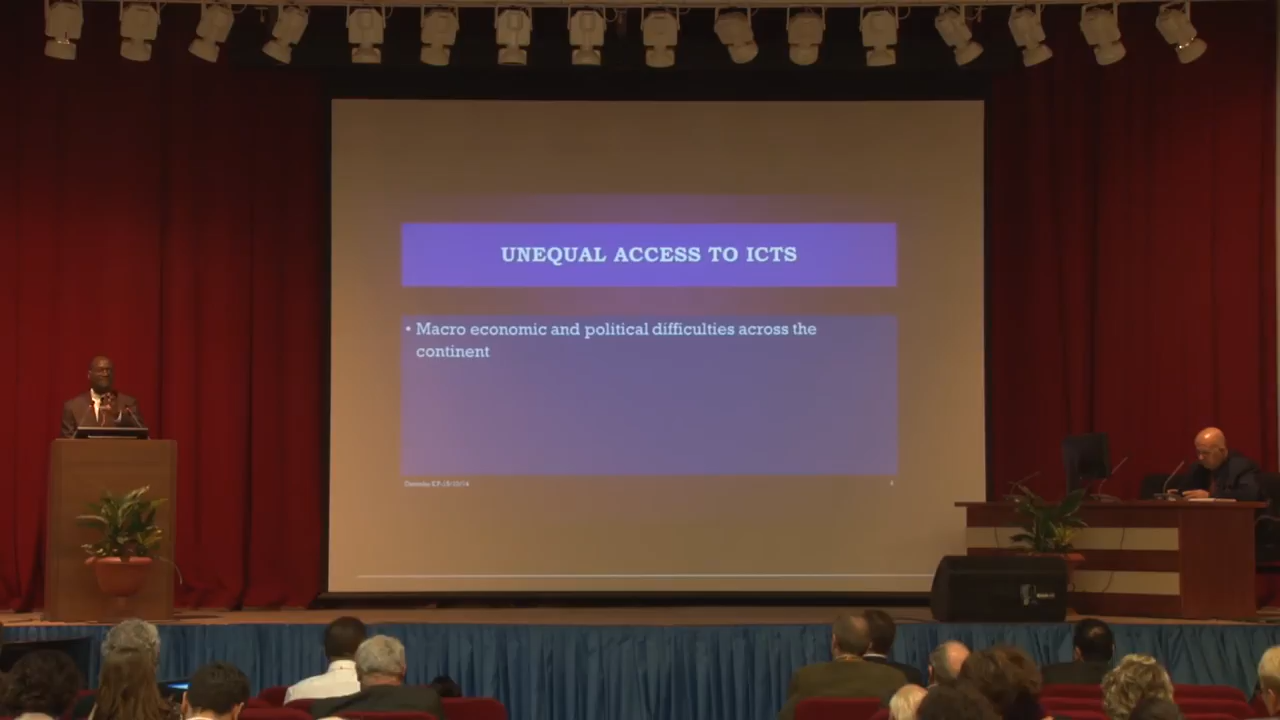 UNEQUAL ACCESS TO ICTS
• Macro economic and political difficulties across the
continent